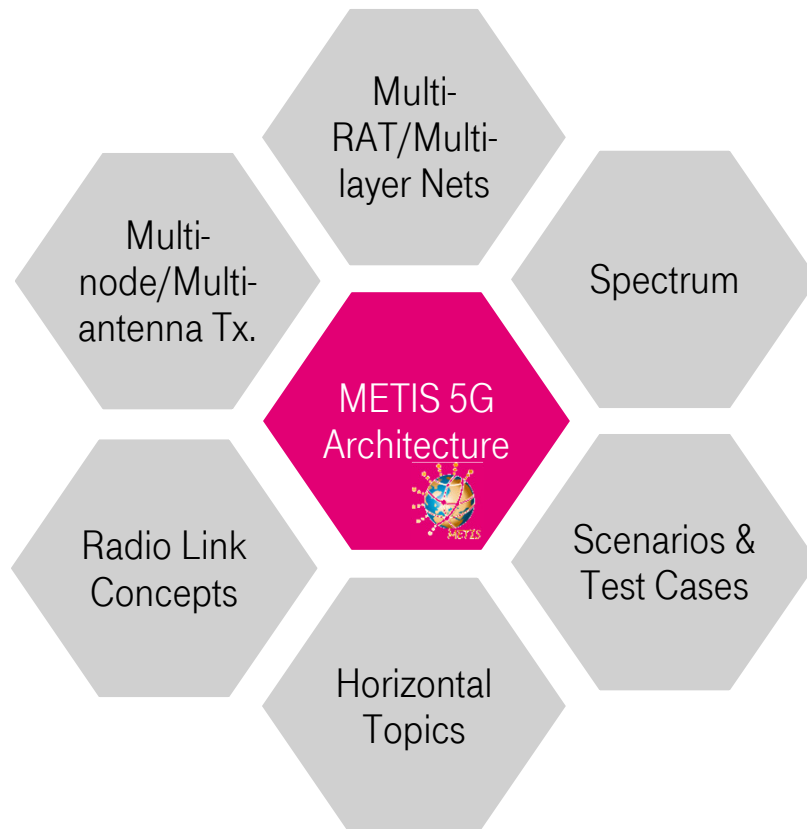 Multi-
RAT/Multi-
layer Nets
Multi-
node/Multi-
antenna Tx.
Spectrum
METIS 5G
Architecture
METIS
Radio Link
Concepts
Scenarios &
Test Cases
Horizontal
Topics